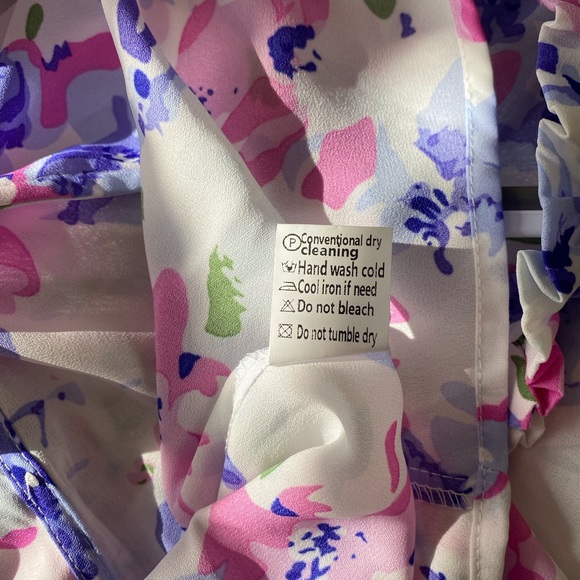 P Conventional dry
cleaning
Hand wash cold
Cool iron if need
Do not bleach
Do not tumble dry